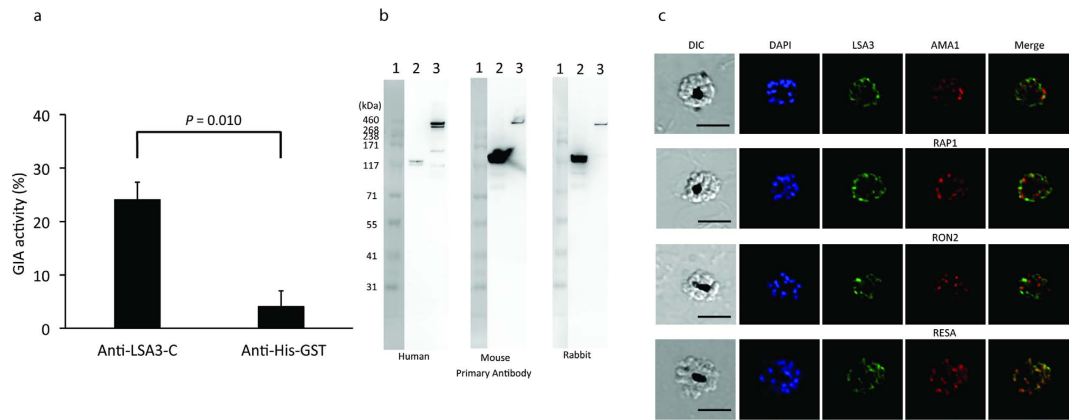 a
40
30
20
10
0
GIA activity (%)
P = 0.010
Anti-LSA3-C
Anti-His-GST
b
1 2 3 1 2 3 1 2 3
(kDa)
460
268
238
171
117
71
55
41
31
Human Mouse Rabbit
Primary Antibody
c
DIC DAPI LSA3 AMA1 Merge
RAP1
RON2
RESA